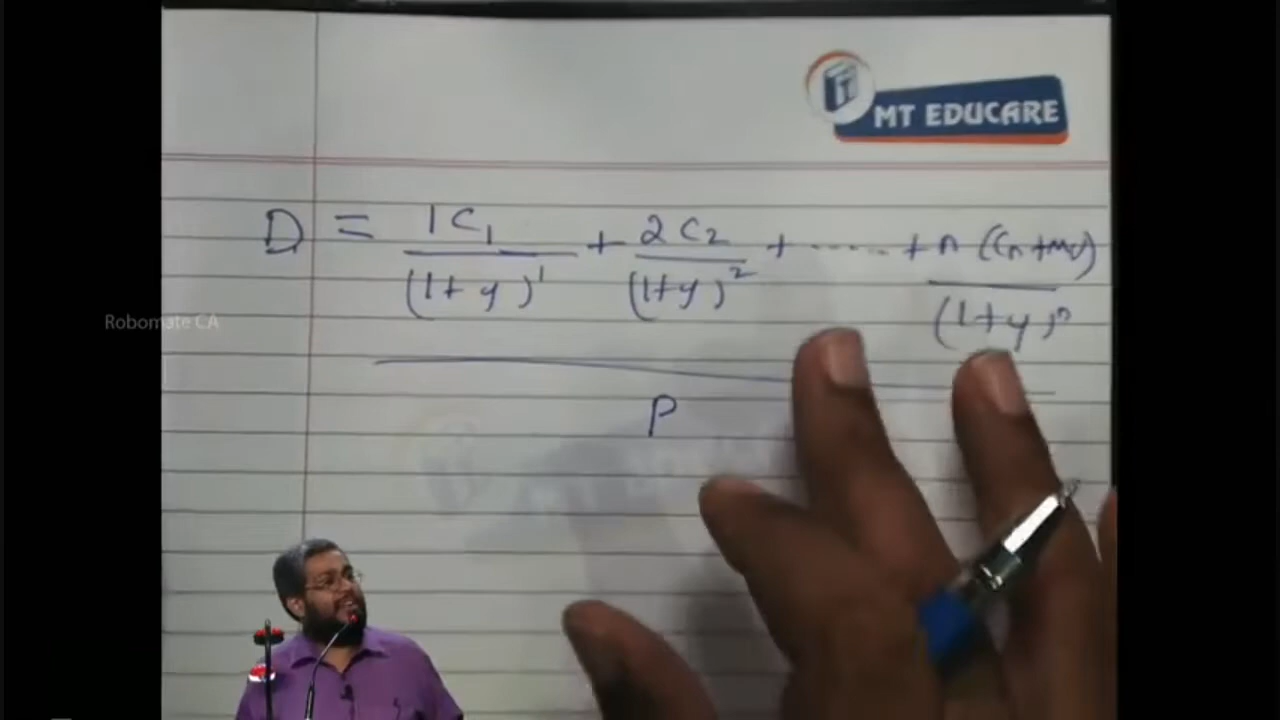 MT EDUCARE
D = 1C₁ + 2C₂ + ..... + n (Cn+MV)
(1+y)¹ (1+y)² (1+y)ⁿ
P
Robomate CA